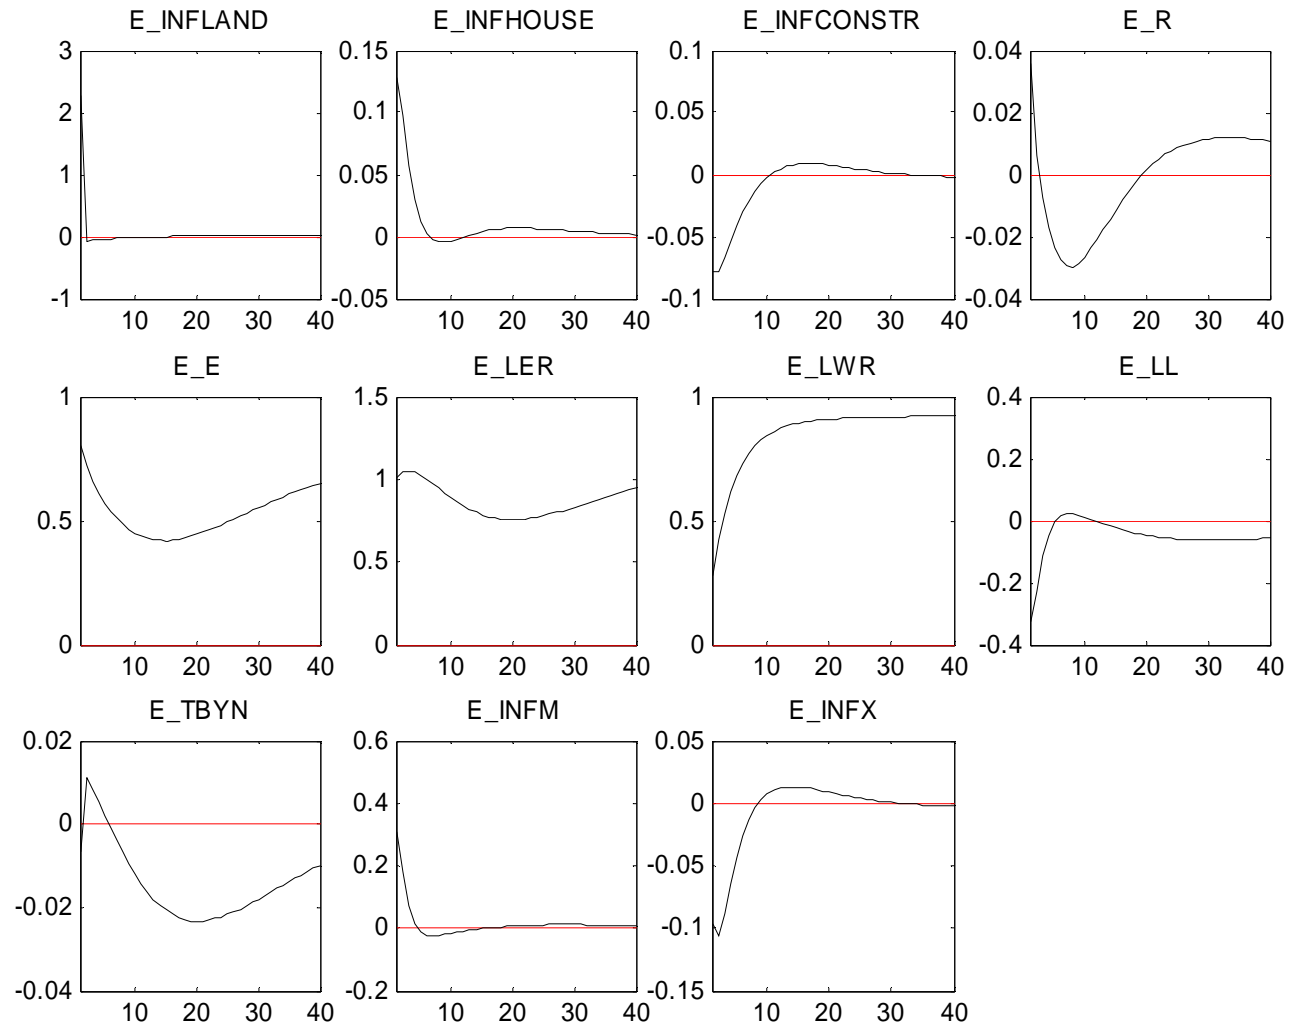 E_INFLAND E_INFHOUSE E_INFCONSTR E_R
3 0.15 0.1 0.04
2 0.1 0.05 0.02
1 0.05 0 0
0 0 -0.05 -0.02
-1 -0.05 -0.1 -0.04
10 20 30 40 10 20 30 40 10 20 30 40 10 20 30 40
E_E E_LER E_LWR E_LL
1 1.5 1 0.4
0.2
1
0.5 0.5 0
0.5
-0.2
0 0 0 -0.4
10 20 30 40 10 20 30 40 10 20 30 40 10 20 30 40
E_TBYN E_INFM E_INFX
0.02 0.6 0.05
0 0.4 0
0.2 -0.05
-0.02 0 -0.1
-0.04 -0.2 -0.15
10 20 30 40 10 20 30 40 10 20 30 40